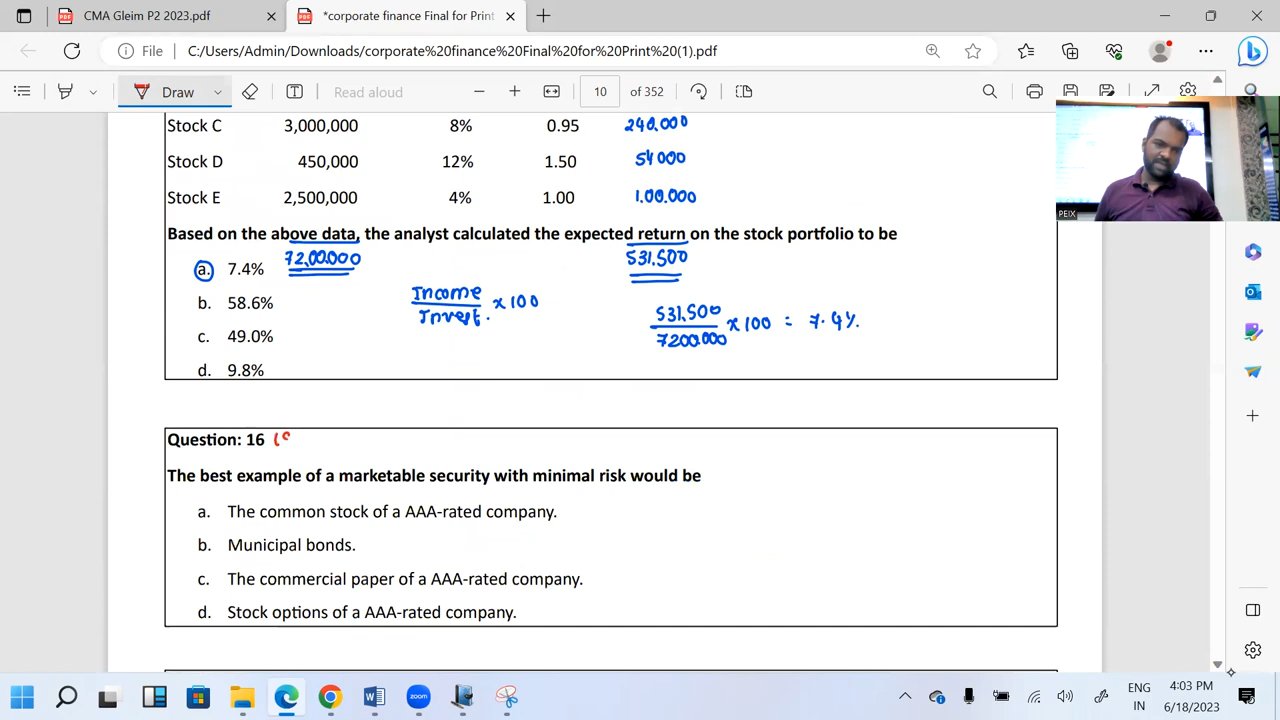 CMA Gleim P2 2023.pdf
*corporate finance Final for Print
File
C:/Users/Admin/Downloads/corporate%20finance%20Final%20for%20Print%20(1).pdf
Draw
Read aloud
10 of 352
Stock C 3,000,000 8% 0.95 240.000
Stock D 450,000 12% 1.50 54000
Stock E 2,500,000 4% 1.00 1.00.000
Based on the above data, the analyst calculated the expected return on the stock portfolio to be
72,00.000 531.500
a. 7.4%
b. 58.6%
c. 49.0%
d. 9.8%
Income
Invest. x 100
531.500
7200.000 x 100 = 7.4%
Question: 16
The best example of a marketable security with minimal risk would be
a. The common stock of a AAA-rated company.
b. Municipal bonds.
c. The commercial paper of a AAA-rated company.
d. Stock options of a AAA-rated company.
PEIX
zoom
ENG
IN
4:03 PM
6/18/2023